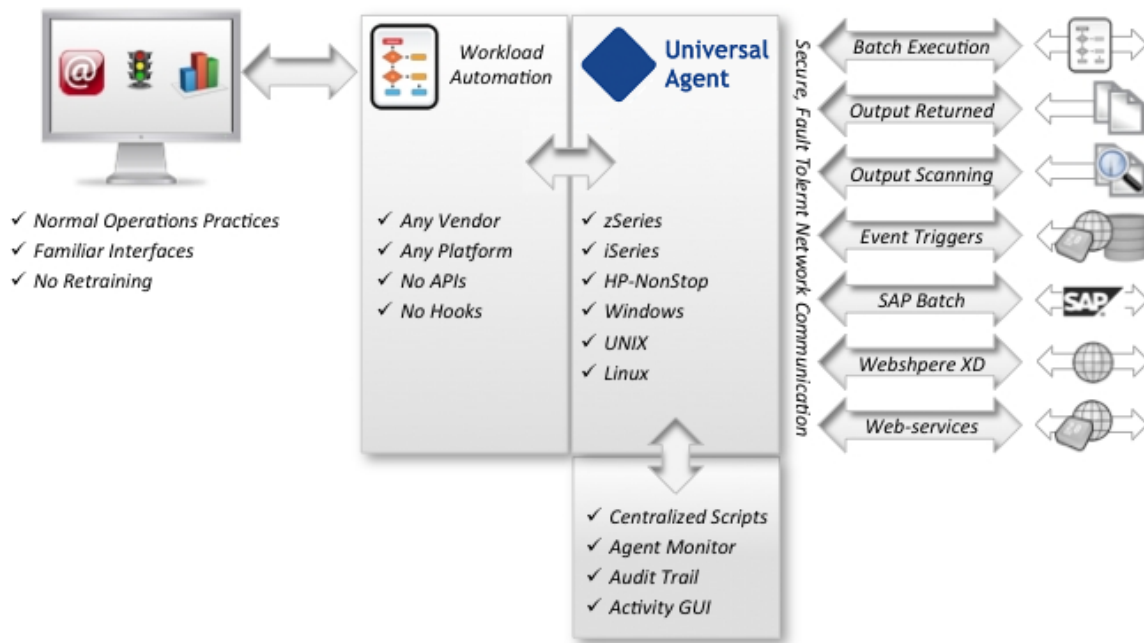 Workload
Automation
Universal
Agent
✓ Normal Operations Practices
✓ Familiar Interfaces
✓ No Retraining
✓ Any Vendor
✓ Any Platform
✓ No APIs
✓ No Hooks
✓ zSeries
✓ iSeries
✓ HP-NonStop
✓ Windows
✓ UNIX
✓ Linux
✓ Centralized Scripts
✓ Agent Monitor
✓ Audit Trail
✓ Activity GUI
Secure, Fault Tolernt Network Communication
Batch Execution
Output Returned
Output Scanning
Event Triggers
SAP Batch
SAP
Webshpere XD
Web-services